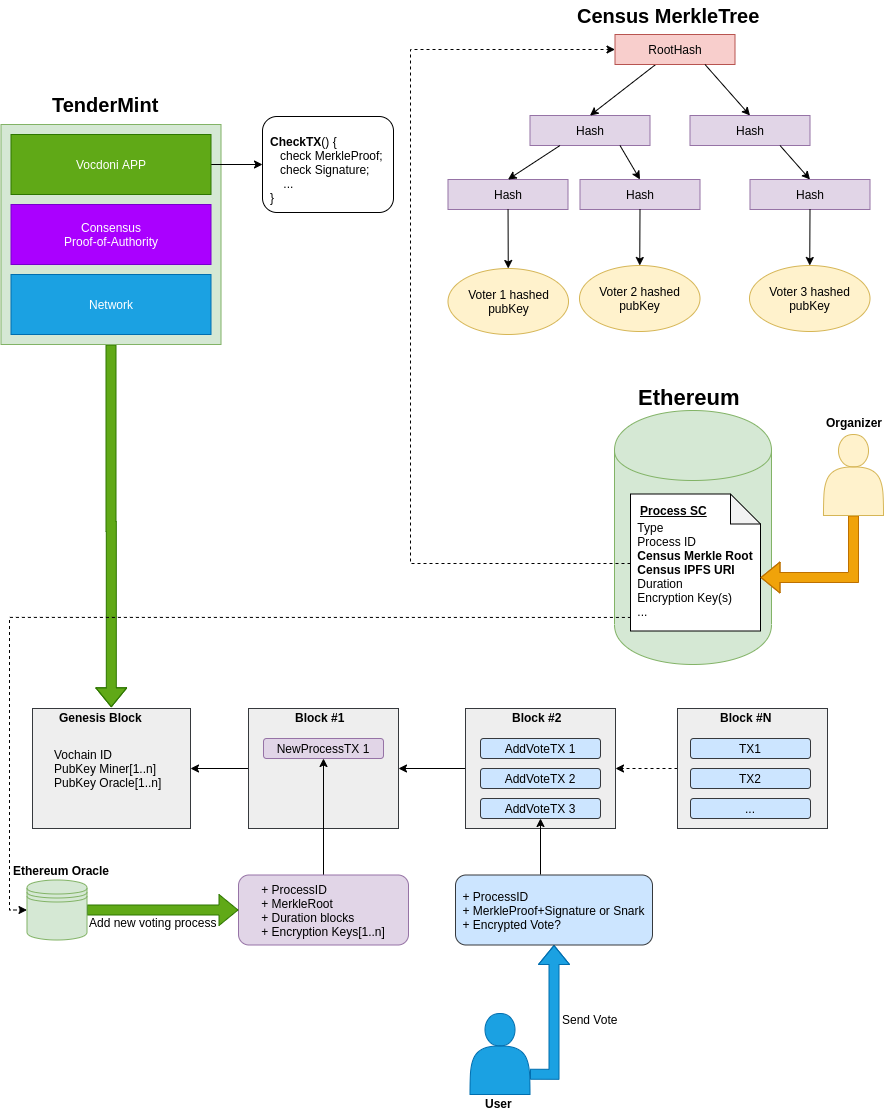 Census MerkleTree
RootHash
Hash
Hash
Hash
Hash
Hash
Voter 1 hashed
pubKey
Voter 2 hashed
pubKey
Voter 3 hashed
pubKey
TenderMint
Vocdoni APP
Consensus
Proof-of-Authority
Network
CheckTX() {
check MerkleProof;
check Signature;
...
}
Ethereum
Organizer
Process SC
Type
Process ID
Census Merkle Root
Census IPFS URI
Duration
Encryption Key(s)
...
Genesis Block
Vochain ID
PubKey Miner[1..n]
PubKey Oracle[1..n]
Block #1
NewProcessTX 1
Block #2
AddVoteTX 1
AddVoteTX 2
AddVoteTX 3
Block #N
TX1
TX2
...
Ethereum Oracle
Add new voting process
+ ProcessID
+ MerkleRoot
+ Duration blocks
+ Encryption Keys[1..n]
+ ProcessID
+ MerkleProof+Signature or Snark
+ Encrypted Vote?
Send Vote
User